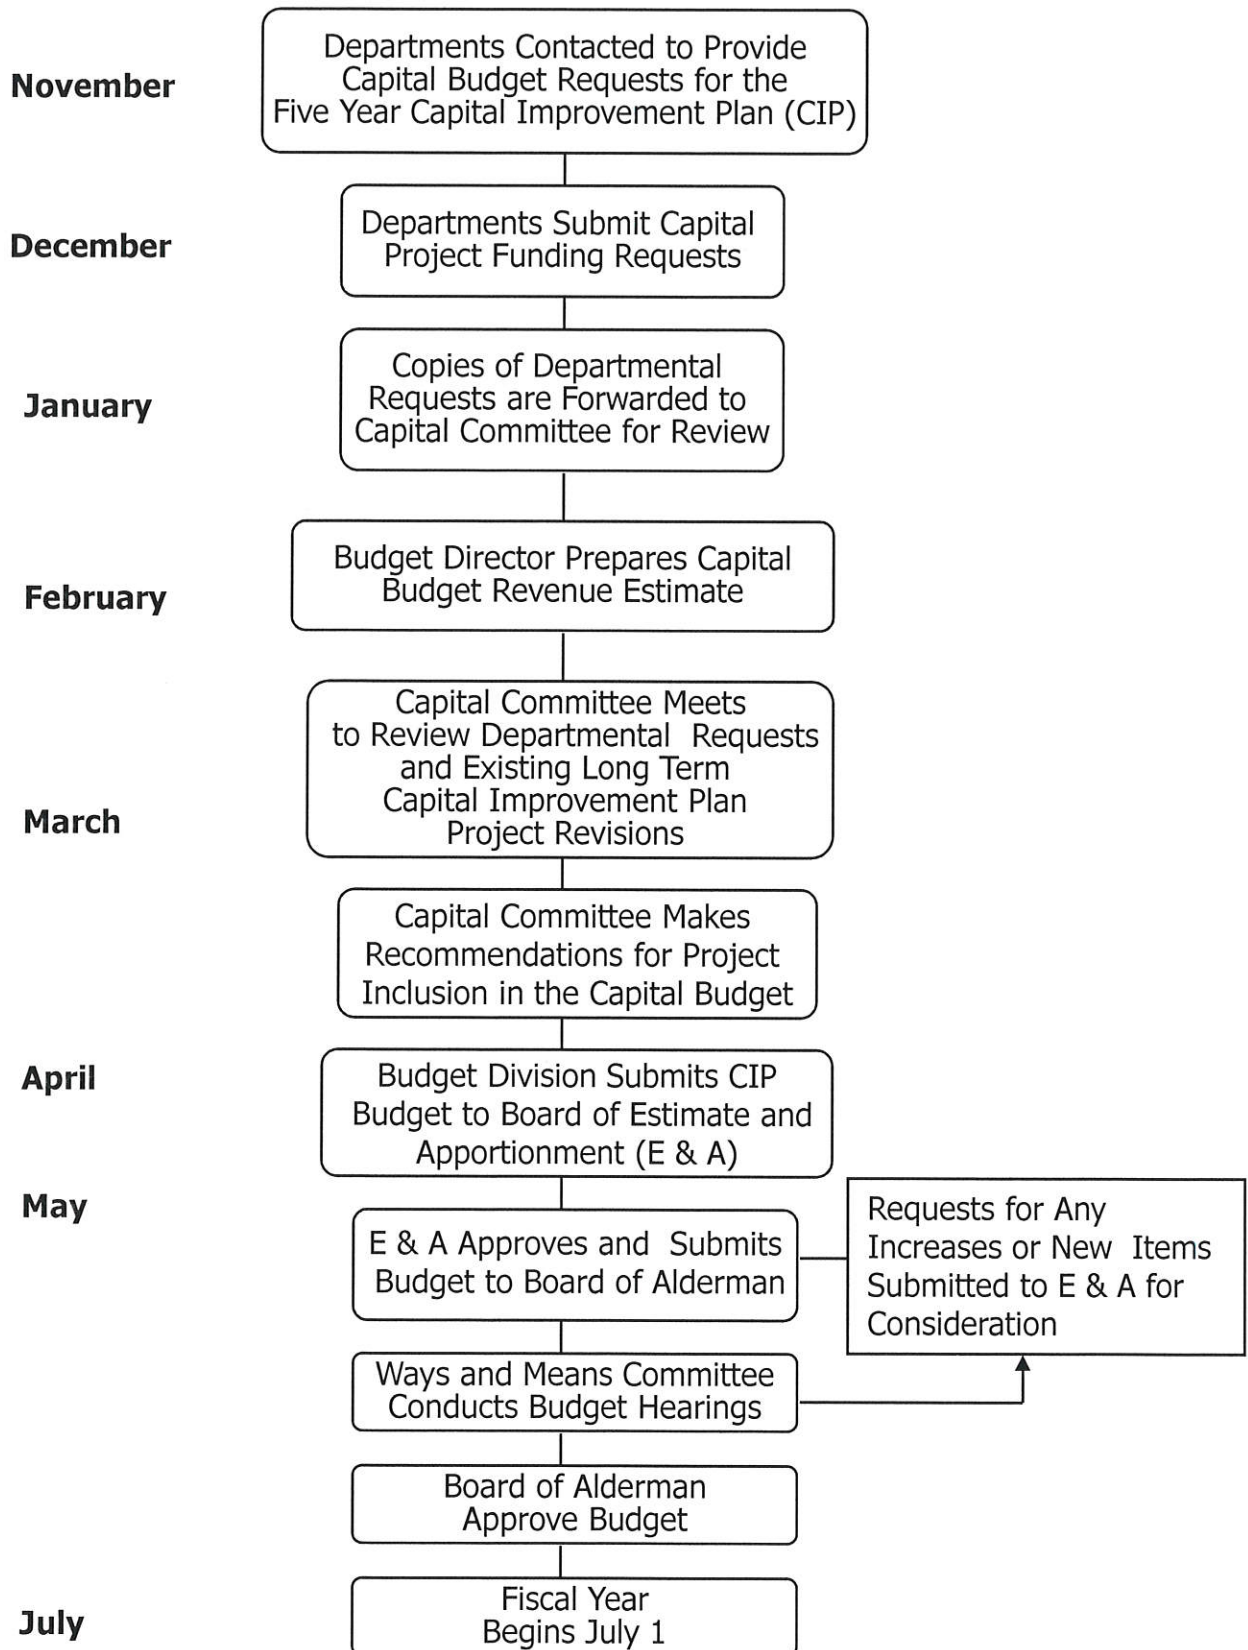 November
Departments Contacted to Provide
Capital Budget Requests for the
Five Year Capital Improvement Plan (CIP)
December
Departments Submit Capital
Project Funding Requests
January
Copies of Departmental
Requests are Forwarded to
Capital Committee for Review
February
Budget Director Prepares Capital
Budget Revenue Estimate
March
Capital Committee Meets
to Review Departmental Requests
and Existing Long Term
Capital Improvement Plan
Project Revisions
Capital Committee Makes
Recommendations for Project
Inclusion in the Capital Budget
April
Budget Division Submits CIP
Budget to Board of Estimate and
Apportionment (E & A)
May
E & A Approves and Submits
Budget to Board of Alderman
Requests for Any
Increases or New Items
Submitted to E & A for
Consideration
Ways and Means Committee
Conducts Budget Hearings
Board of Alderman
Approve Budget
July
Fiscal Year
Begins July 1